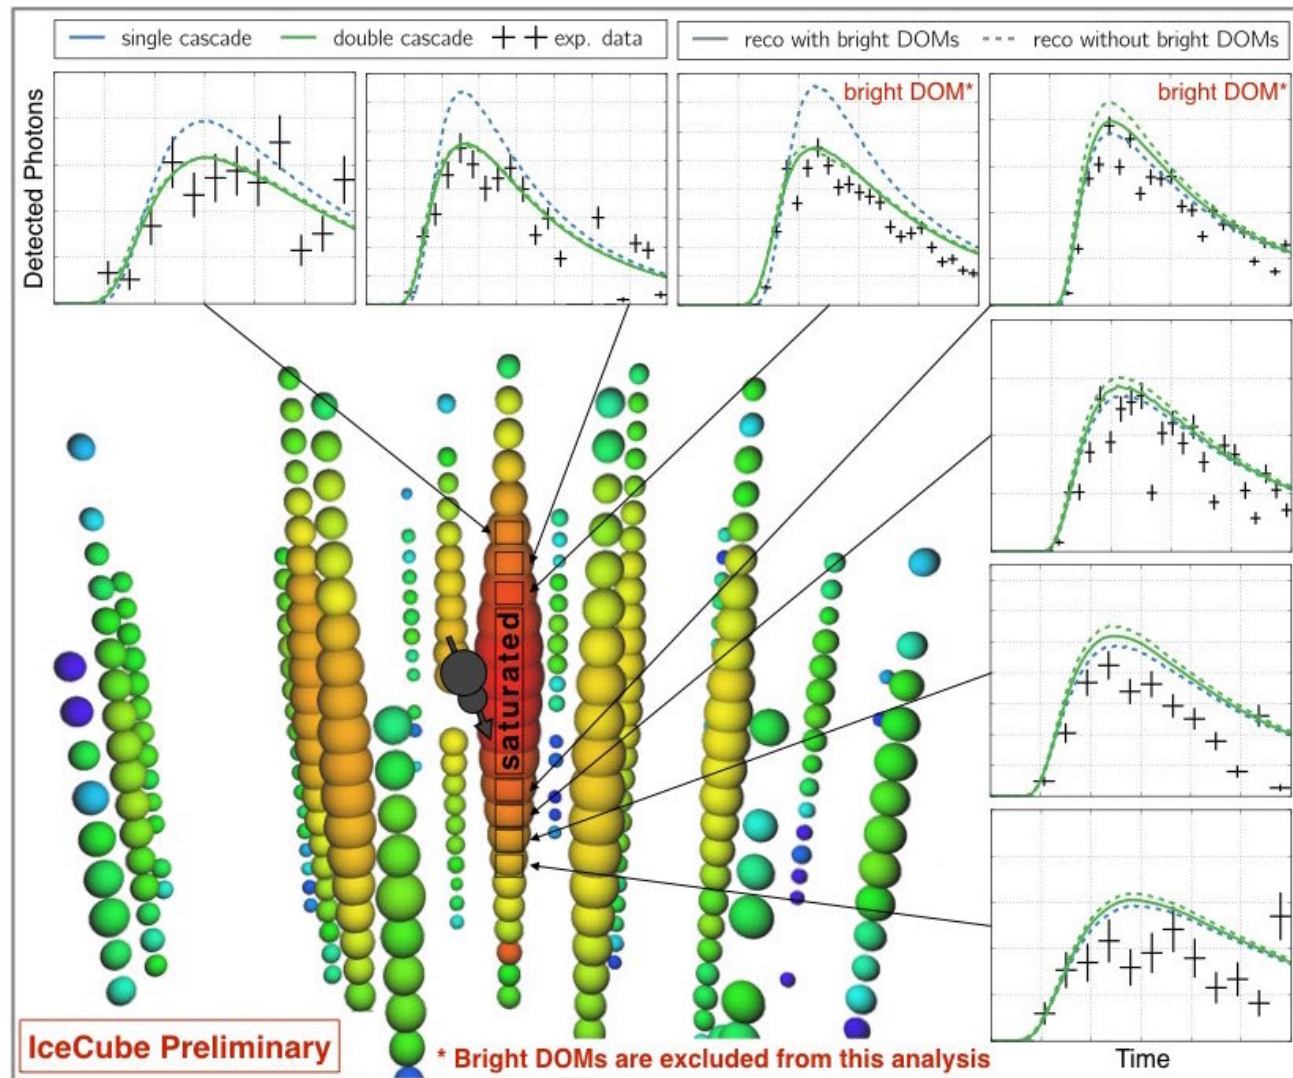 single cascade double cascade exp. data reco with bright DOMs reco without bright DOMs
Detected Photons
bright DOM*
bright DOM*
saturated
IceCube Preliminary
* Bright DOMs are excluded from this analysis
Time